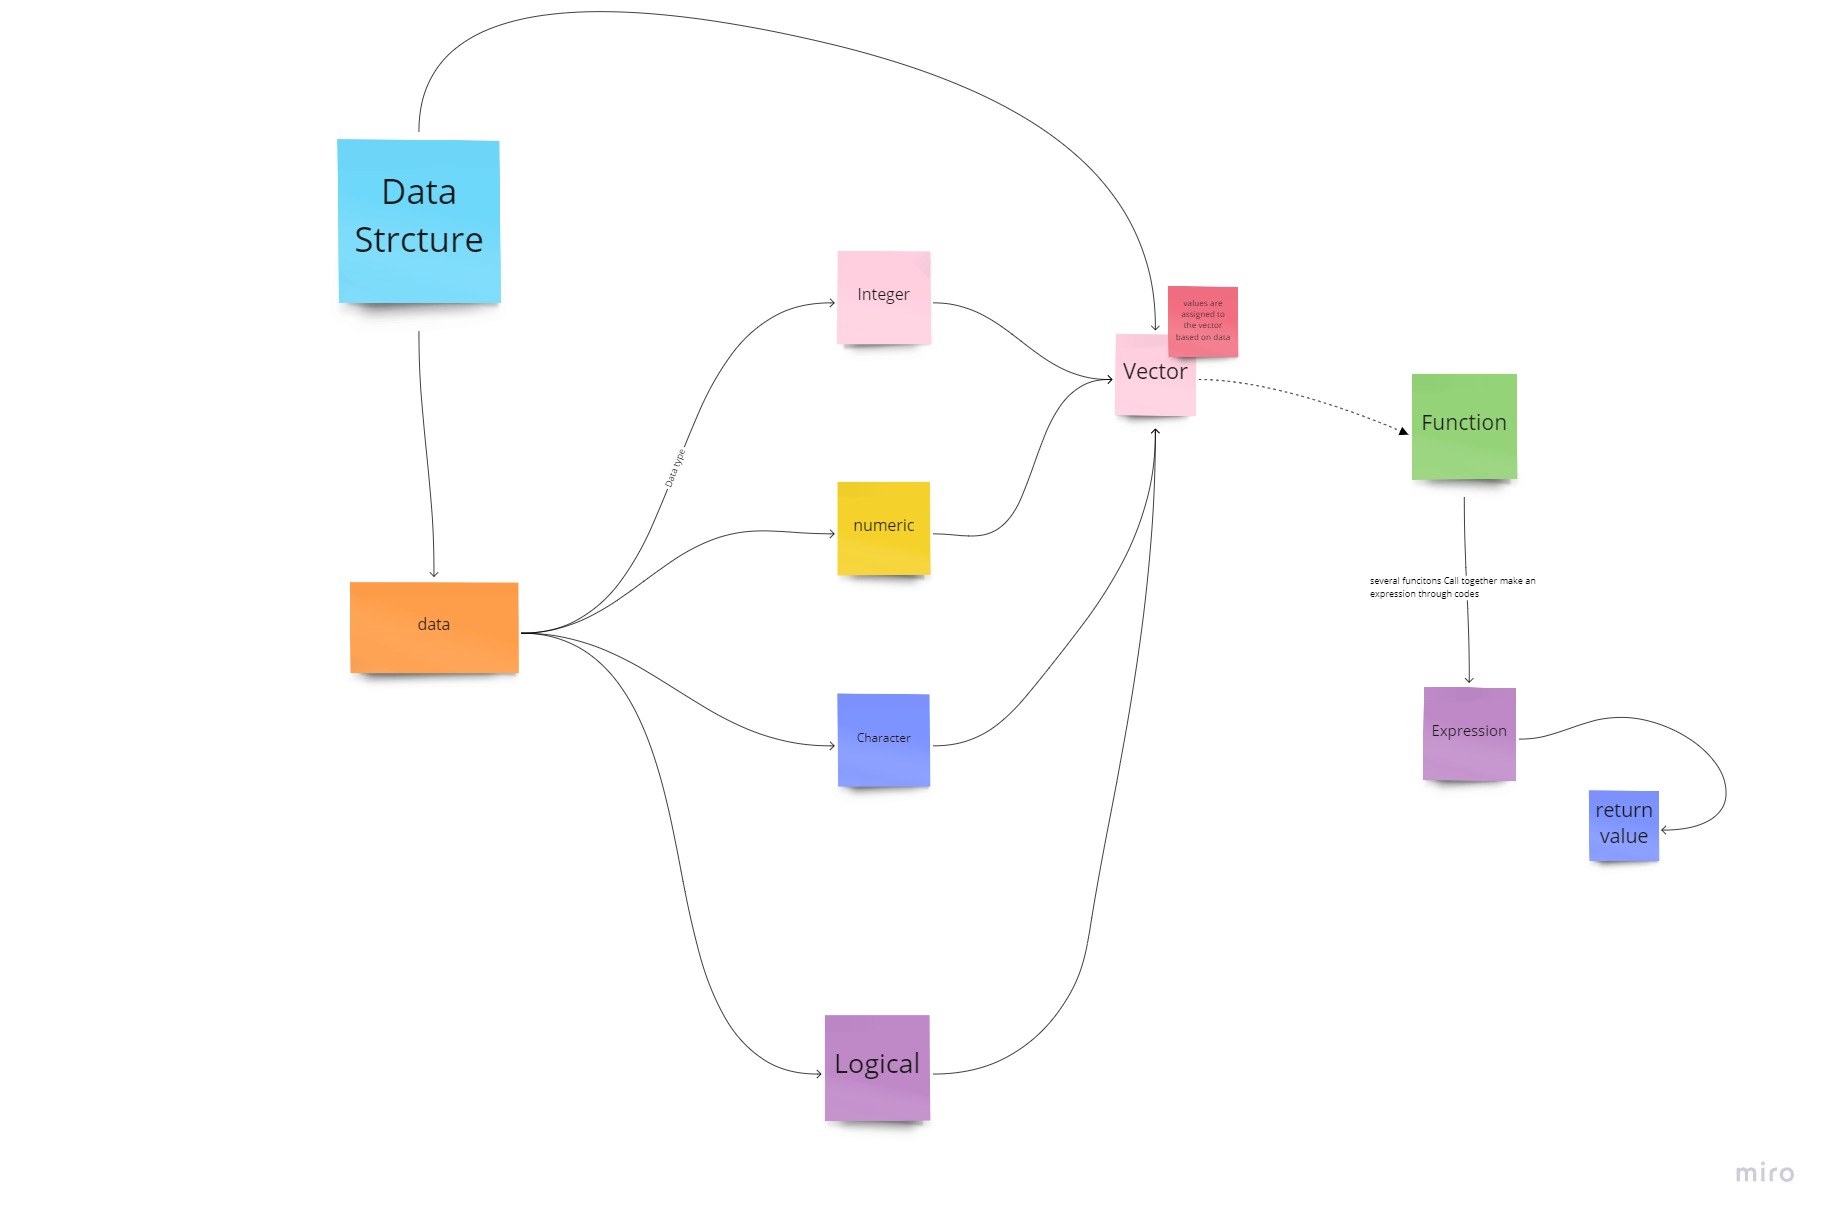 Data
Strcture
Integer
values are
assigned to
the vector
based on data
Vector
Function
Data type
numeric
several funcitons Call together make an
expression through codes
data
Character
Expression
return
value
Logical
miro